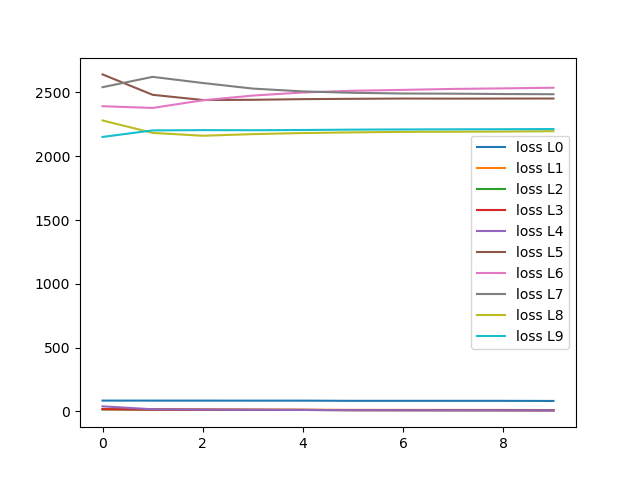 2500
2000
1500
1000
500
0
0 2 4 6 8
loss L0
loss L1
loss L2
loss L3
loss L4
loss L5
loss L6
loss L7
loss L8
loss L9